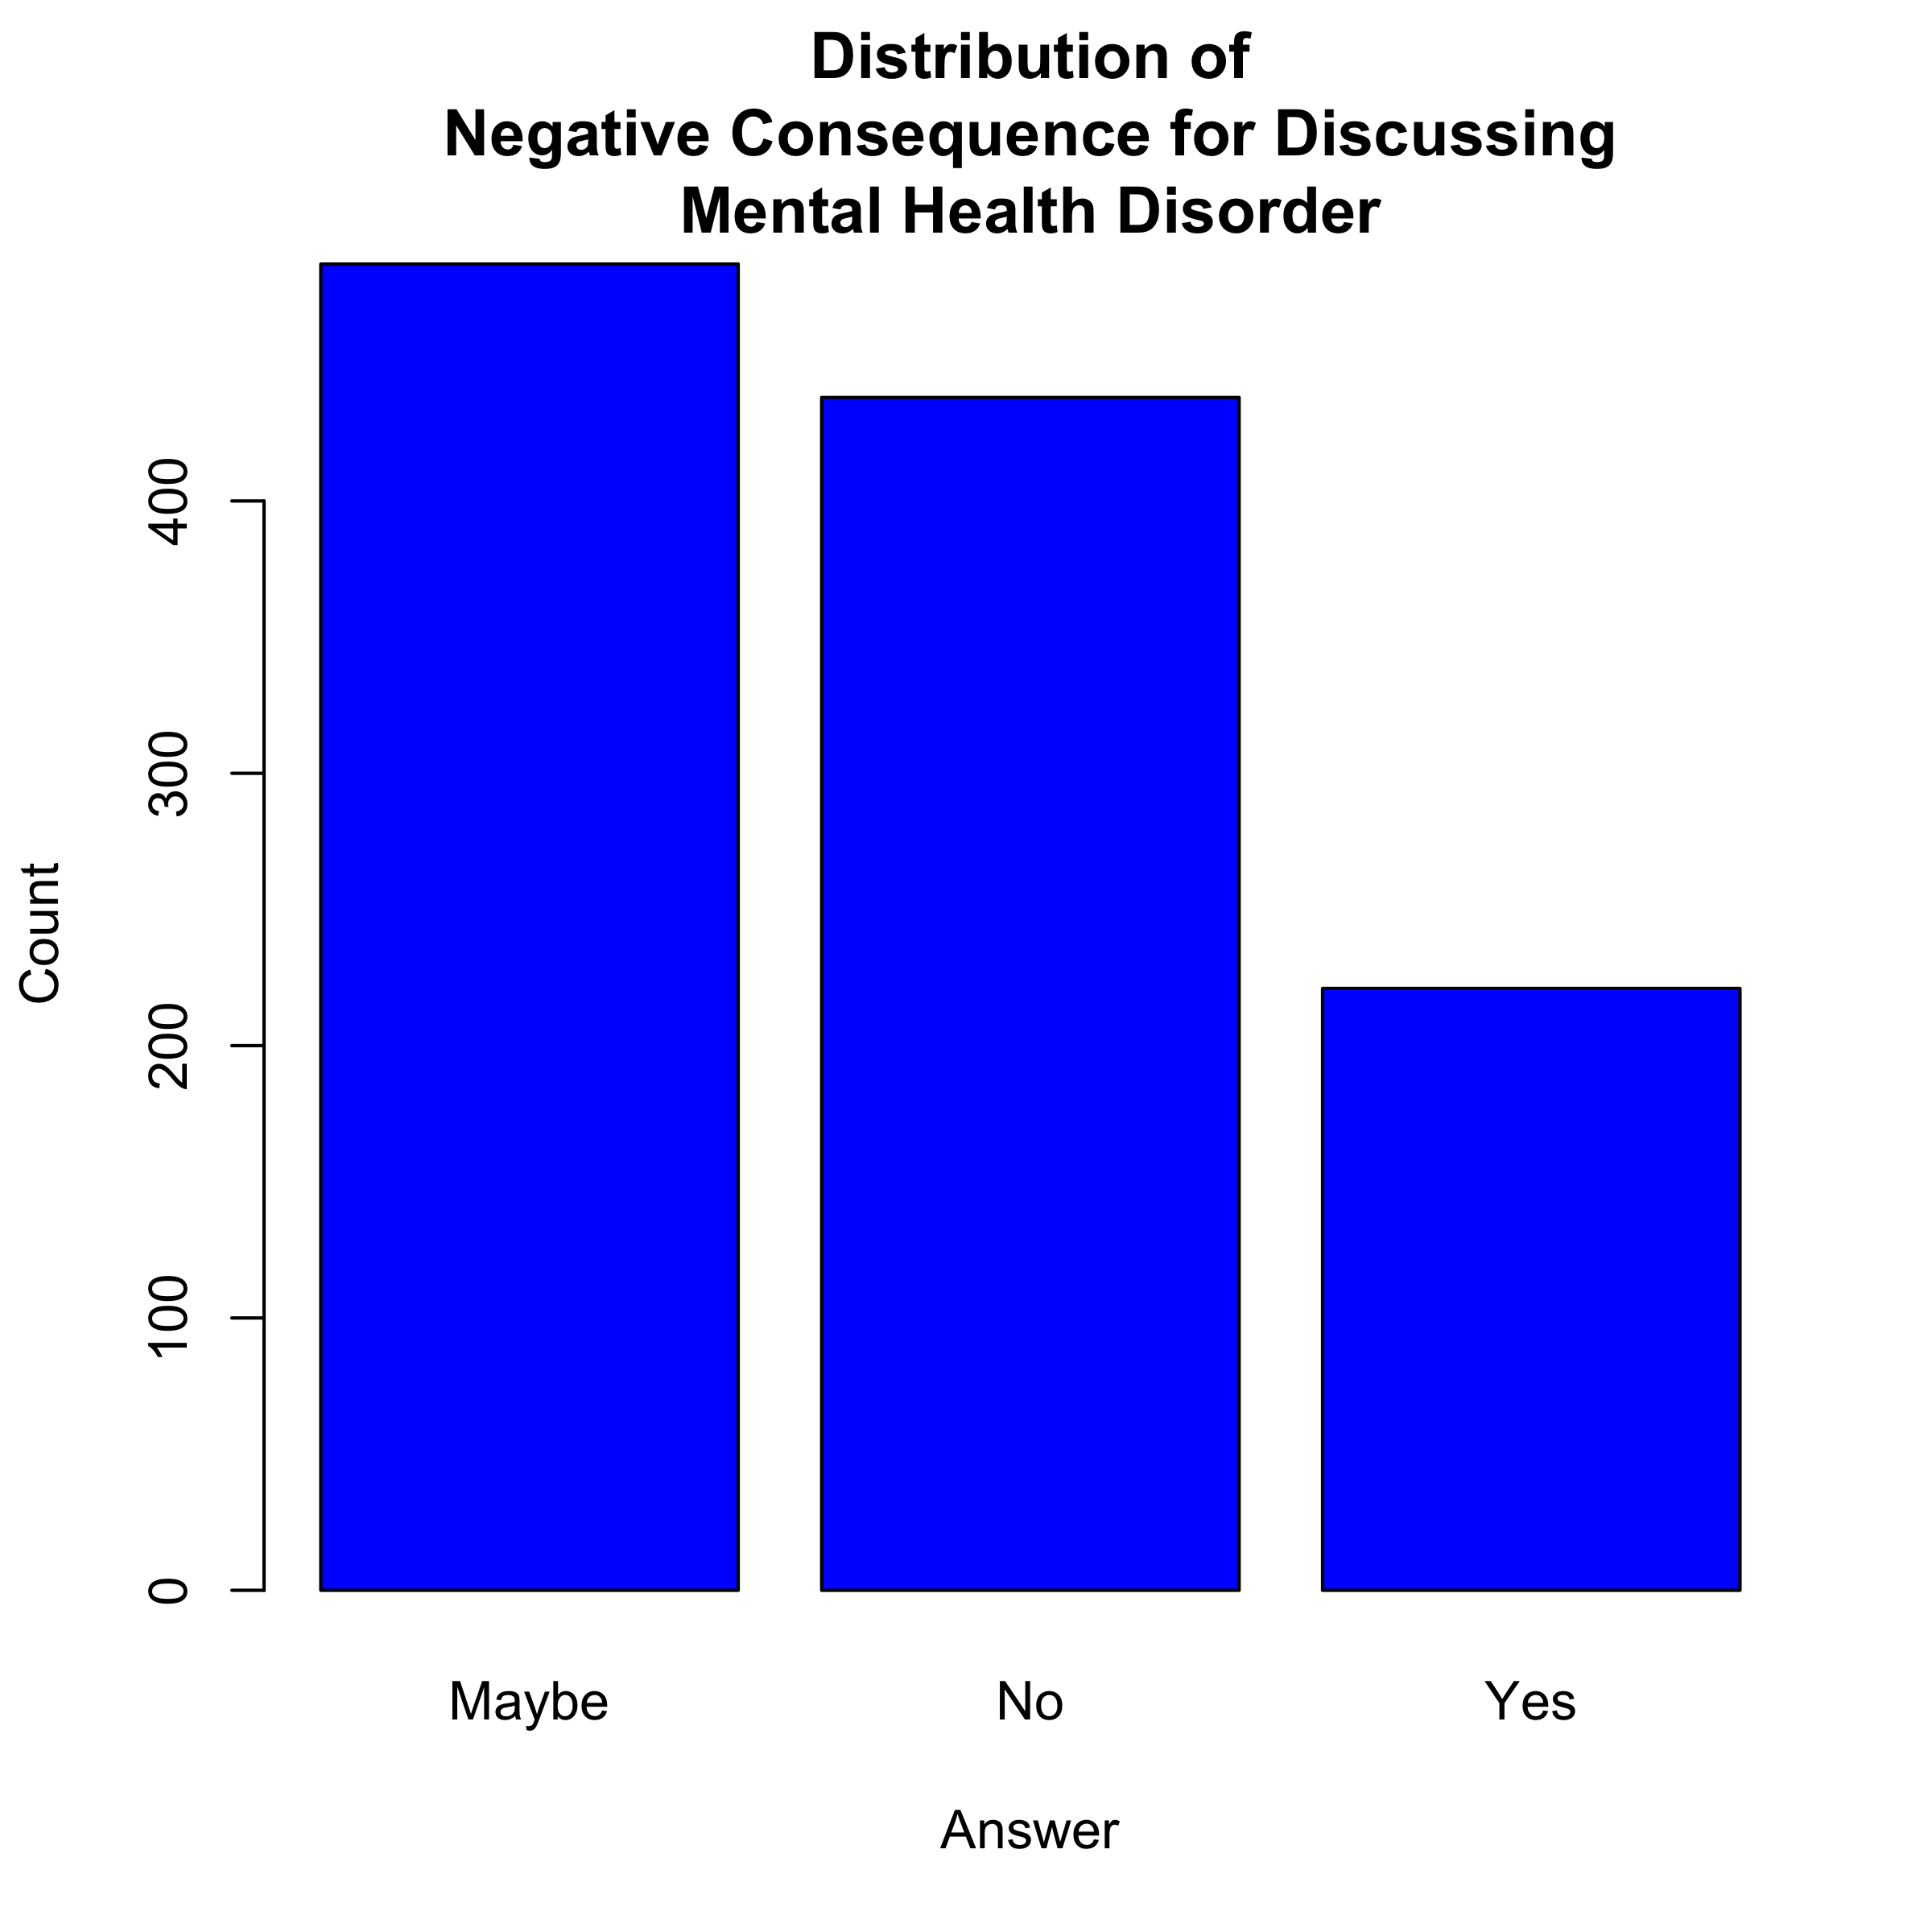 Distribution of
Negative Consequence for Discussing
Mental Health Disorder
Count
400
300
200
100
0
Maybe No Yes
Answer